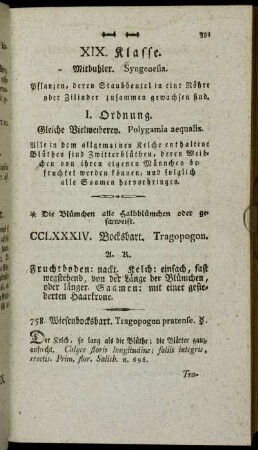 391
XIX. Klasse.
Mitbuhler. Syngenesia.
Pflanzen, deren Staubbeutel in eine Röhre
oder Zilinder zusammen gewachsen sind.
I. Ordnung.
Gleiche Vielweiberey. Polygamia aequalis.
Alle in dem allgemeinen Kelche enthaltene
Blüthen sind Zwitterblüthen, deren Weib-
chen von ihren eigenen Männchen be-
fruchtet werden können, und folglich
alle Saamen hervorbringen.
* Die Blümchen alle Halbblümchen oder ge-
schweift.
CCLXXXIV. Bocksbart. Tragopogon.
A. K.
Fruchtboden: nackt. Kelch: einfach, fast
wegstehend, von der Länge der Blümchen,
oder länger. Saamen: mit einer gestie-
derten Haarkrone.
758. Wiesenbocksbart. Tragopogon pratense.
Der Kelch, so lang als die Blüthe; die Blätter ganz,
aufrecht. Calyce floris longitudine; foliis integris,
erectis. Prim. flor. Salisb. n. 696.
Tra-